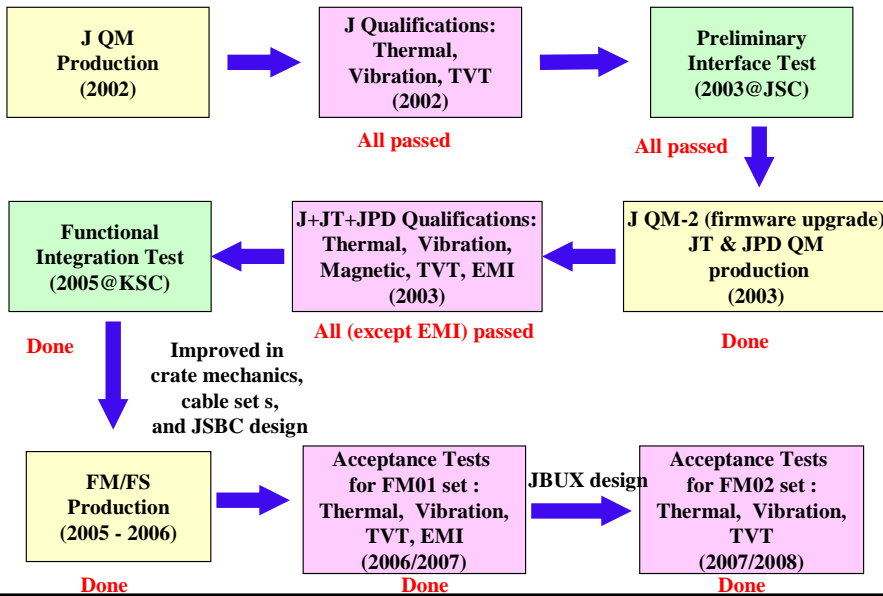 J QM
Production
(2002)
J Qualifications:
Thermal,
Vibration, TVT
(2002)
Preliminary
Interface Test
(2003@JSC)
All passed
All passed
Functional
Integration Test
(2005@KSC)
J+JT+JPD Qualifications:
Thermal, Vibration,
Magnetic, TVT, EMI
(2003)
J QM-2 (firmware upgrade)
JT & JPD QM
production
(2003)
Done
All (except EMI) passed
Done
Improved in
crate mechanics,
cable set s,
and JSBC design
FM/FS
Production
(2005 - 2006)
Acceptance Tests
for FM01 set :
Thermal, Vibration,
TVT, EMI
(2006/2007)
JBUX design
Acceptance Tests
for FM02 set :
Thermal, Vibration,
TVT
(2007/2008)
Done
Done
Done